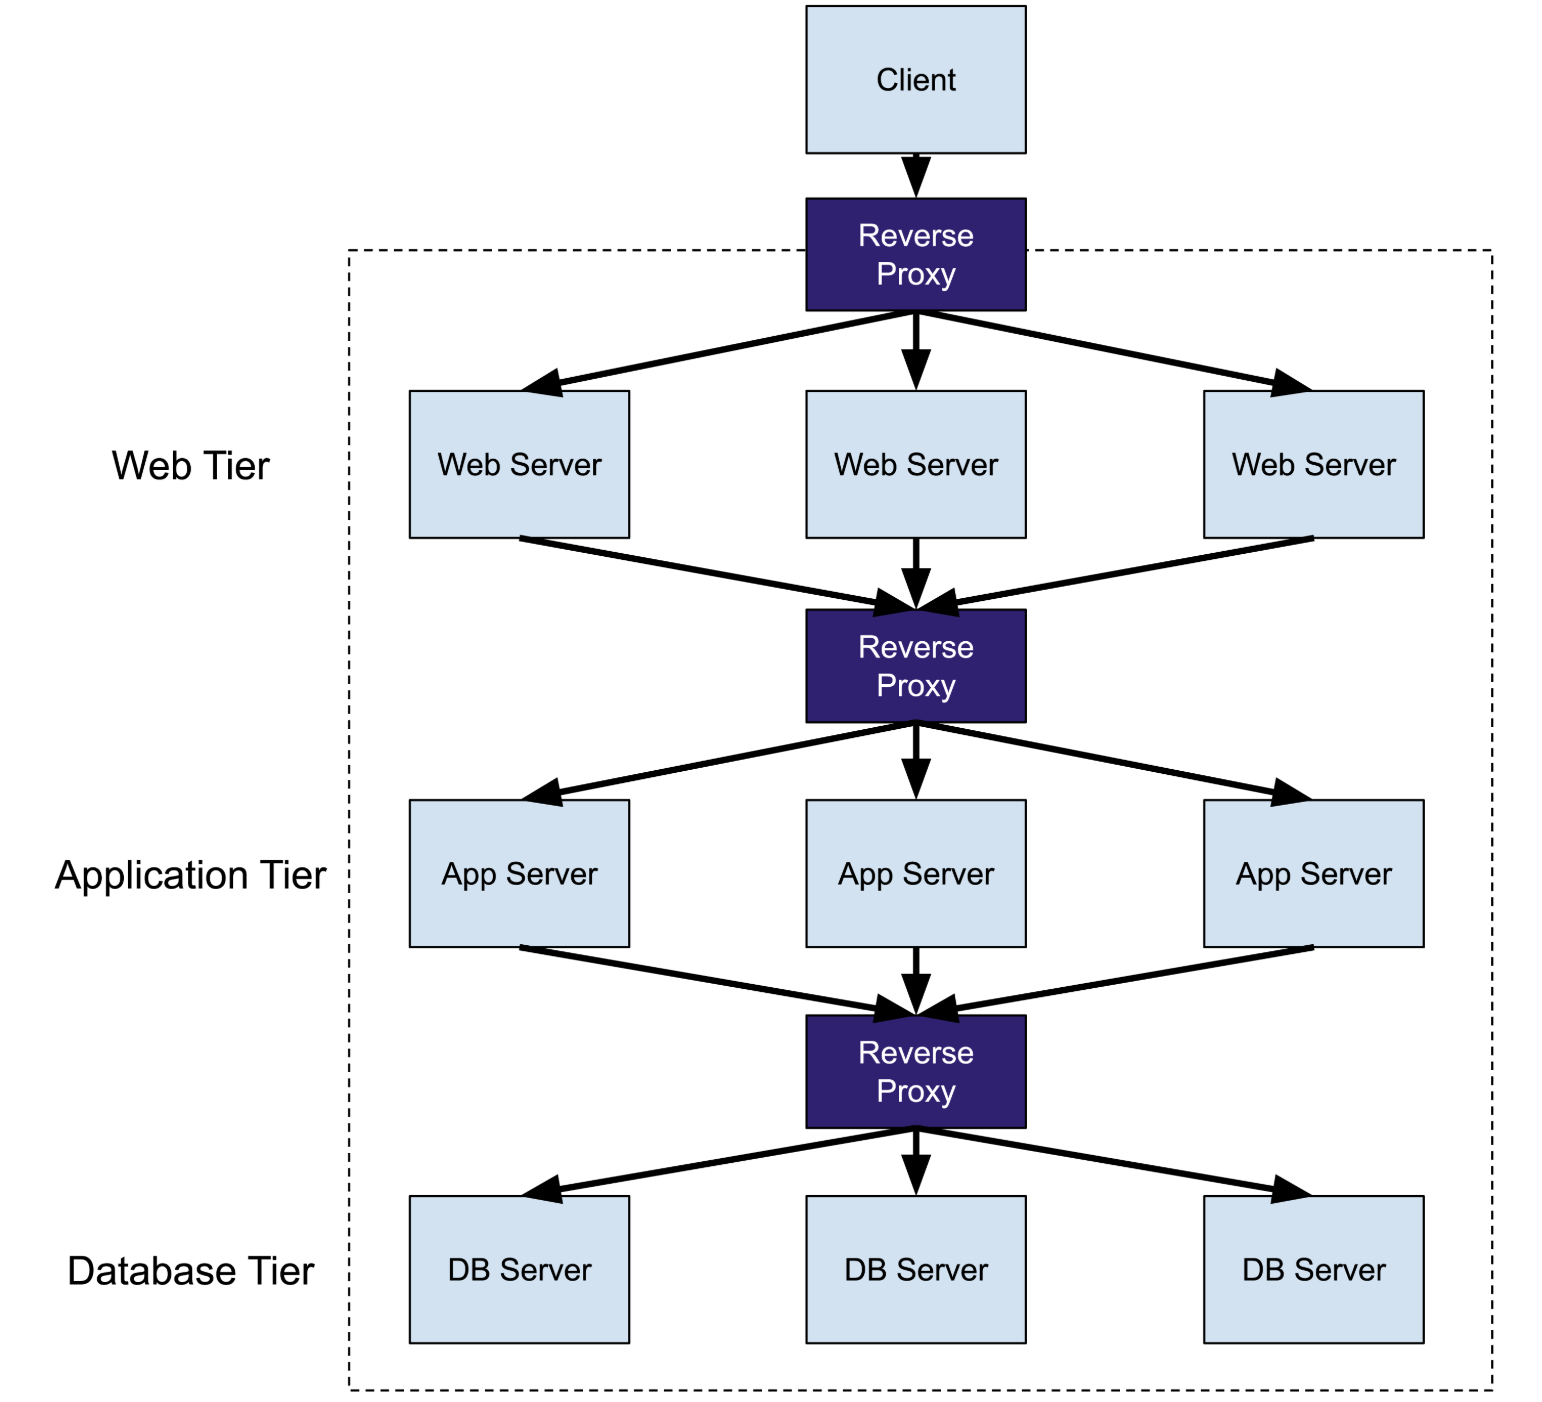 Client
Reverse
Proxy
Web Tier
Web Server
Web Server
Web Server
Reverse
Proxy
Application Tier
App Server
App Server
App Server
Reverse
Proxy
Database Tier
DB Server
DB Server
DB Server